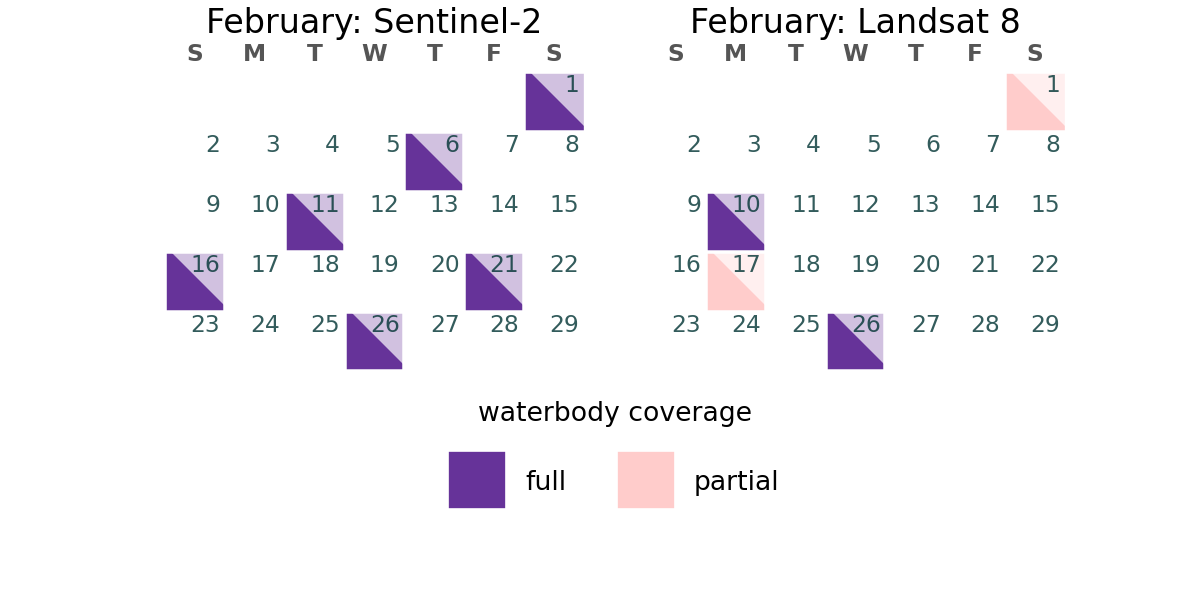 February: Sentinel-2
S M T W T F S
1
2 3 4 5 6 7 8
9 10 11 12 13 14 15
16 17 18 19 20 21 22
23 24 25 26 27 28 29
February: Landsat 8
S M T W T F S
1
2 3 4 5 6 7 8
9 10 11 12 13 14 15
16 17 18 19 20 21 22
23 24 25 26 27 28 29
waterbody coverage
full partial